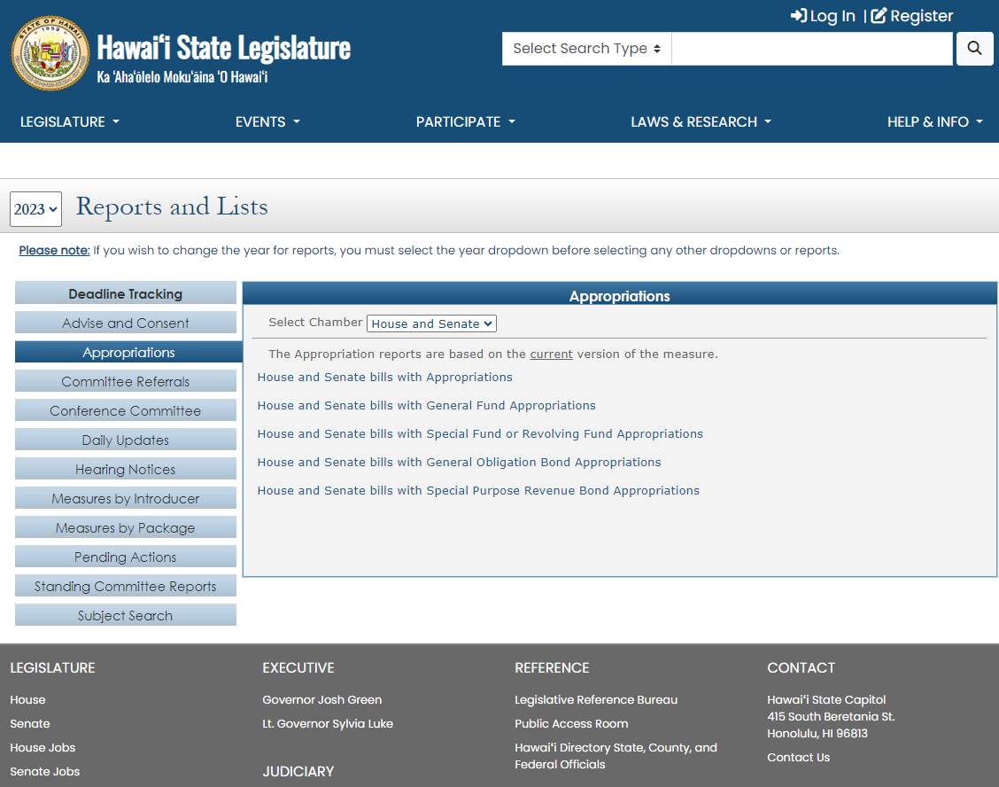 Log In | Register
STATE OF HAWAII
1959
Hawaiʻi State Legislature
Ka ʻAhaʻōlelo Mokuʻāina ʻO Hawaiʻi
Select Search Type
LEGISLATURE
EVENTS
PARTICIPATE
LAWS & RESEARCH
HELP & INFO
2023
Reports and Lists
Please note: If you wish to change the year for reports, you must select the year dropdown before selecting any other dropdowns or reports.
Deadline Tracking
Advise and Consent
Appropriations
Committee Referrals
Conference Committee
Daily Updates
Hearing Notices
Measures by Introducer
Measures by Package
Pending Actions
Standing Committee Reports
Subject Search
Appropriations
Select Chamber House and Senate
The Appropriation reports are based on the current version of the measure.
House and Senate bills with Appropriations
House and Senate bills with General Fund Appropriations
House and Senate bills with Special Fund or Revolving Fund Appropriations
House and Senate bills with General Obligation Bond Appropriations
House and Senate bills with Special Purpose Revenue Bond Appropriations
LEGISLATURE
House
Senate
House Jobs
Senate Jobs
EXECUTIVE
Governor Josh Green
Lt. Governor Sylvia Luke
JUDICIARY
REFERENCE
Legislative Reference Bureau
Public Access Room
Hawaiʻi Directory State, County, and
Federal Officials
CONTACT
Hawaiʻi State Capitol
415 South Beretania St.
Honolulu, HI 96813
Contact Us